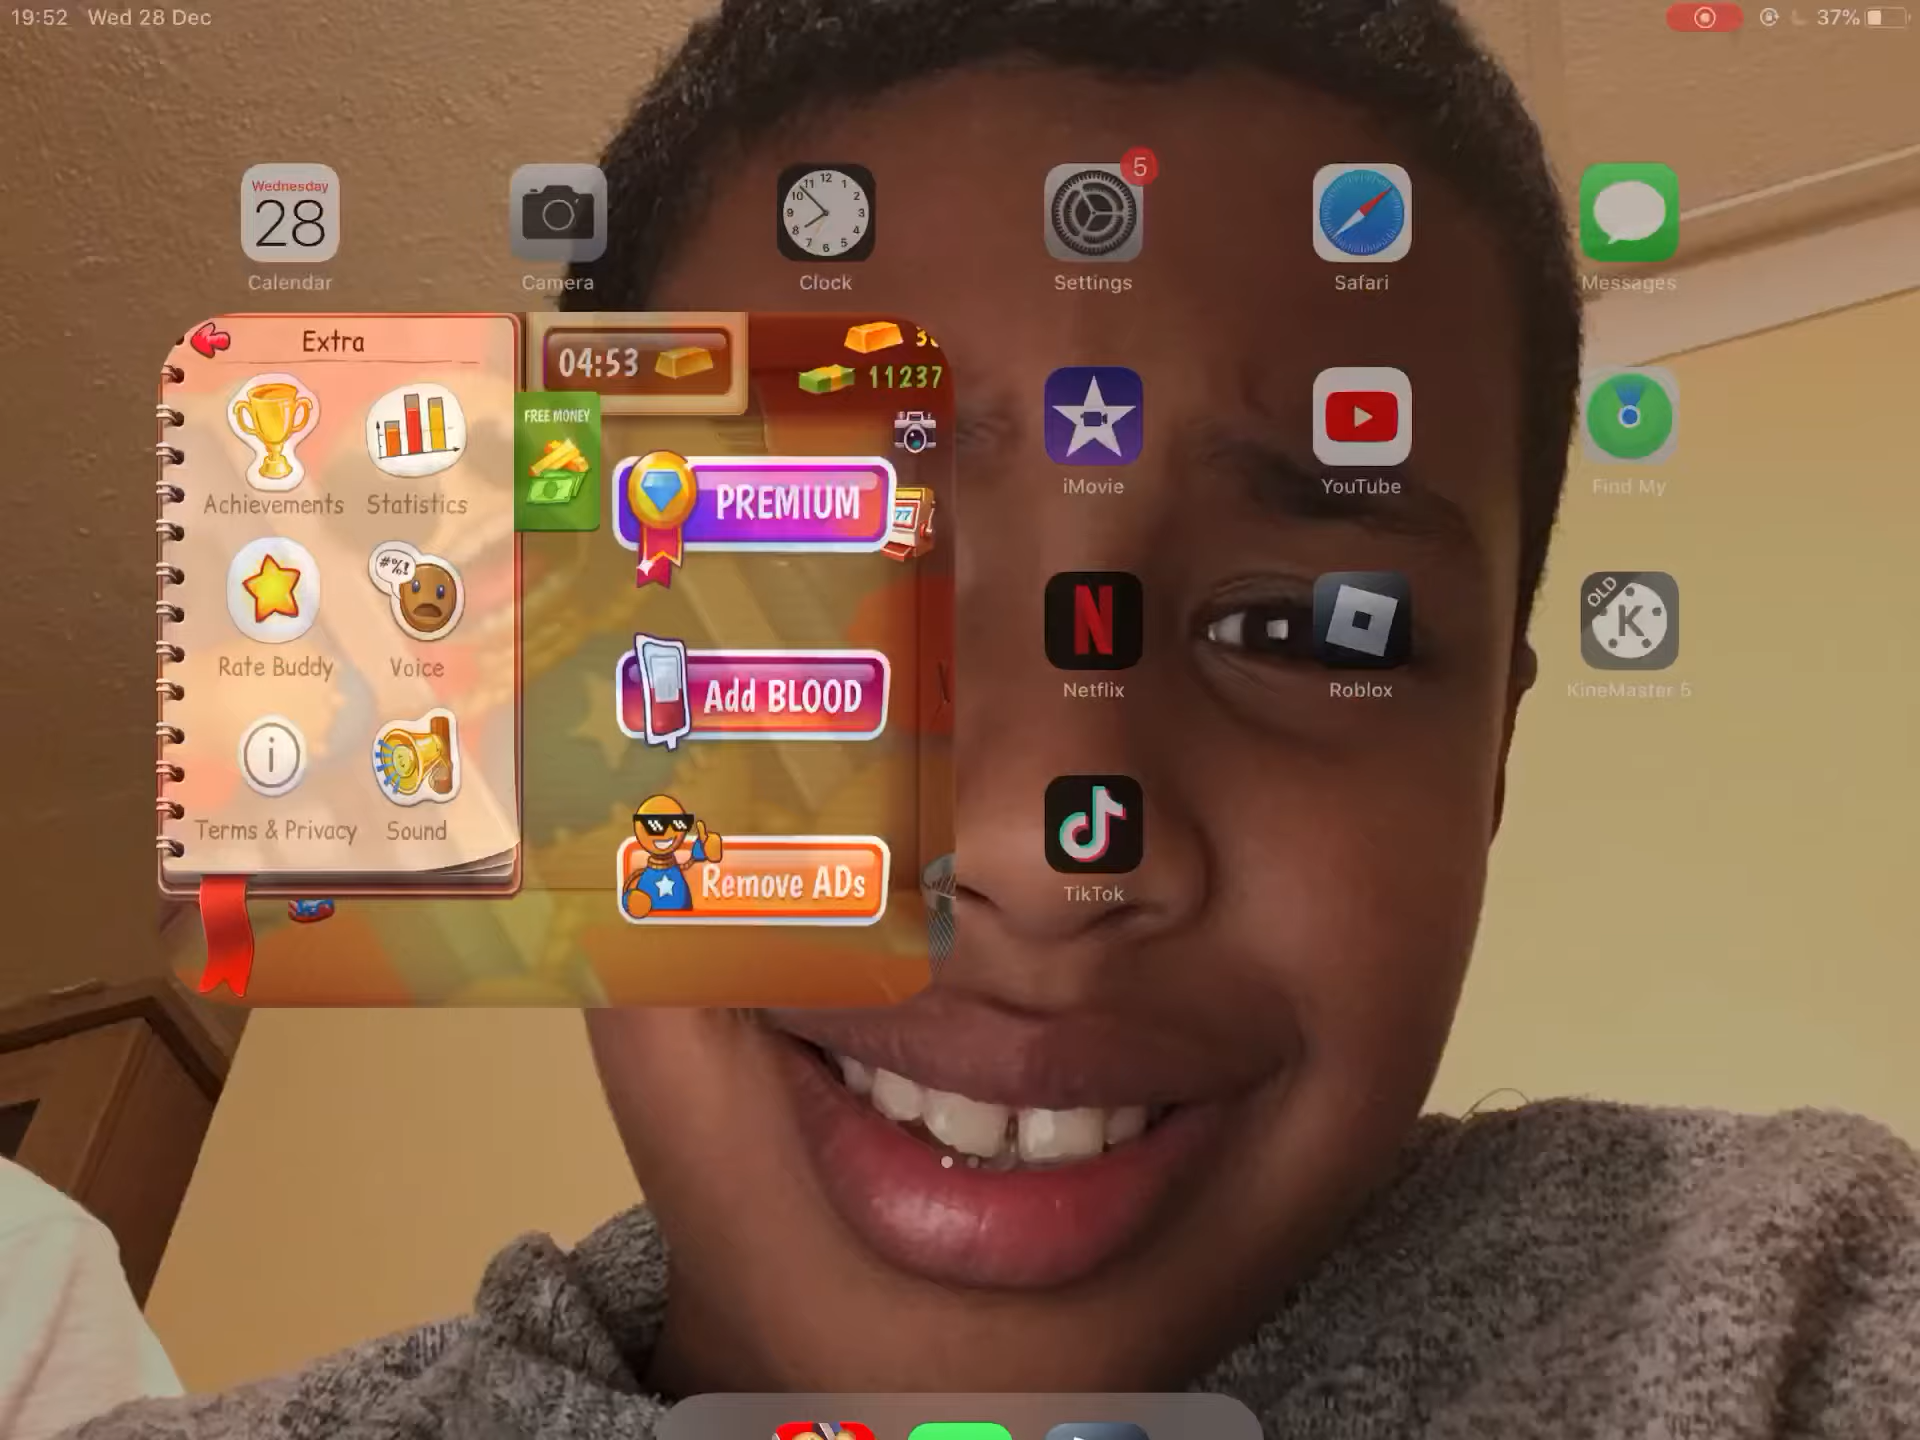 19:52 Wed 28 Dec
37%
Wednesday
28
5
Calendar
Camera
Clock
Settings
Safari
Messages
Extra
04:53
11237
FREE MONEY
Achievements
Statistics
PREMIUM
77
iMovie
YouTube
Find My
#%!
Rate Buddy
Voice
Add BLOOD
N
OLD
K
Netflix
Roblox
KineMaster 5
Terms & Privacy
Sound
Remove ADs
TikTok